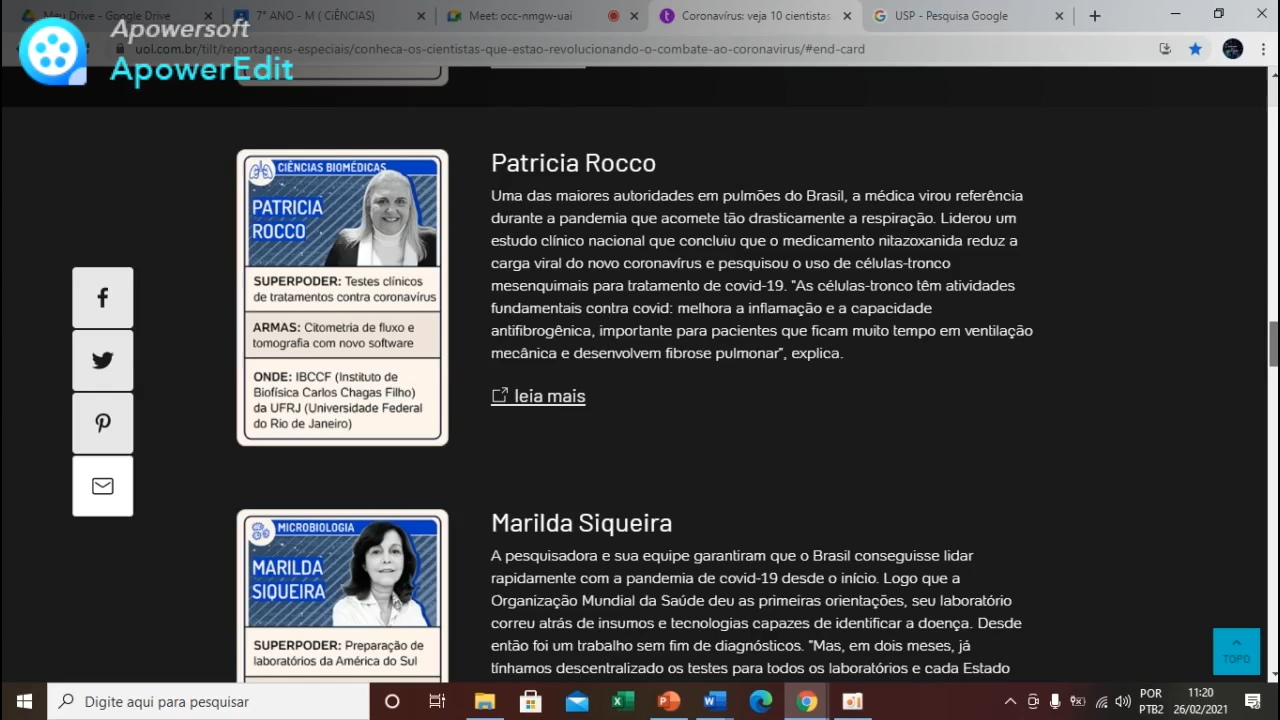 Meu Drive - Google Drive
7° ANO - M ( CIÊNCIAS)
Meet: occ-nmgw-uai
Coronavírus: veja 10 cientistas
USP - Pesquisa Google
Apowersoft
ApowerEdit
uol.com.br/tilt/reportagens-especiais/conheca-os-cientistas-que-estao-revolucionando-o-combate-ao-coronavirus/#end-card
CIÊNCIAS BIOMÉDICAS
PATRICIA
ROCCO
SUPERPODER: Testes clínicos
de tratamentos contra coronavírus
ARMAS: Citometria de fluxo e
tomografia com novo software
ONDE: IBCCF (Instituto de
Biofísica Carlos Chagas Filho)
da UFRJ (Universidade Federal
do Rio de Janeiro)
Patricia Rocco
Uma das maiores autoridades em pulmões do Brasil, a médica virou referência
durante a pandemia que acomete tão drasticamente a respiração. Liderou um
estudo clínico nacional que concluiu que o medicamento nitazoxanida reduz a
carga viral do novo coronavírus e pesquisou o uso de células-tronco
mesenquimais para tratamento de covid-19. "As células-tronco têm atividades
fundamentais contra covid: melhora a inflamação e a capacidade
antifibrogênica, importante para pacientes que ficam muito tempo em ventilação
mecânica e desenvolvem fibrose pulmonar", explica.
leia mais
MICROBIOLOGIA
MARILDA
SIQUEIRA
SUPERPODER: Preparação de
laboratórios da América do Sul
Marilda Siqueira
A pesquisadora e sua equipe garantiram que o Brasil conseguisse lidar
rapidamente com a pandemia de covid-19 desde o início. Logo que a
Organização Mundial da Saúde deu as primeiras orientações, seu laboratório
correu atrás de insumos e tecnologias capazes de identificar a doença. Desde
então foi um trabalho sem fim de diagnósticos. "Mas, em dois meses, já
tínhamos descentralizado os testes para todos os laboratórios e cada Estado
TOPO
Digite aqui para pesquisar
POR
PTB2
11:20
26/02/2021